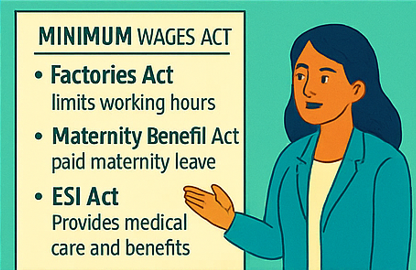 MINIMUM WAGES ACT
• Factories Act
limits working hours
• Maternity Benefil Act
paid maternity leave
• ESI Act
Provides medical
care and benefits